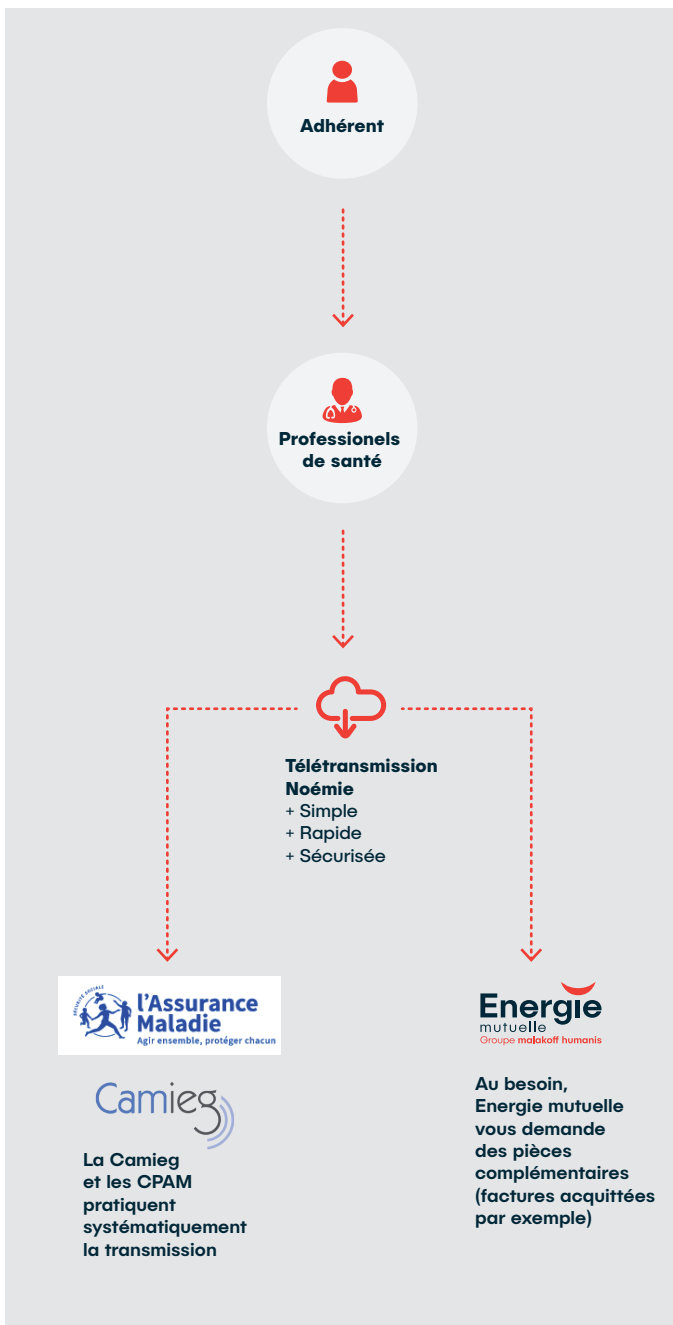 Adhérent
Professionels
de santé
Télétransmission
Noémie
+ Simple
+ Rapide
+ Sécurisée
SÉCURITÉ SOCIALE
l'Assurance
Maladie
Agir ensemble, protéger chacun
Camieg
La Camieg
et les CPAM
pratiquent
systématiquement
la transmission
Energie
mutuelle
Groupe malakoff humanis
Au besoin,
Energie mutuelle
vous demande
des pièces
complémentaires
(factures acquittées
par exemple)